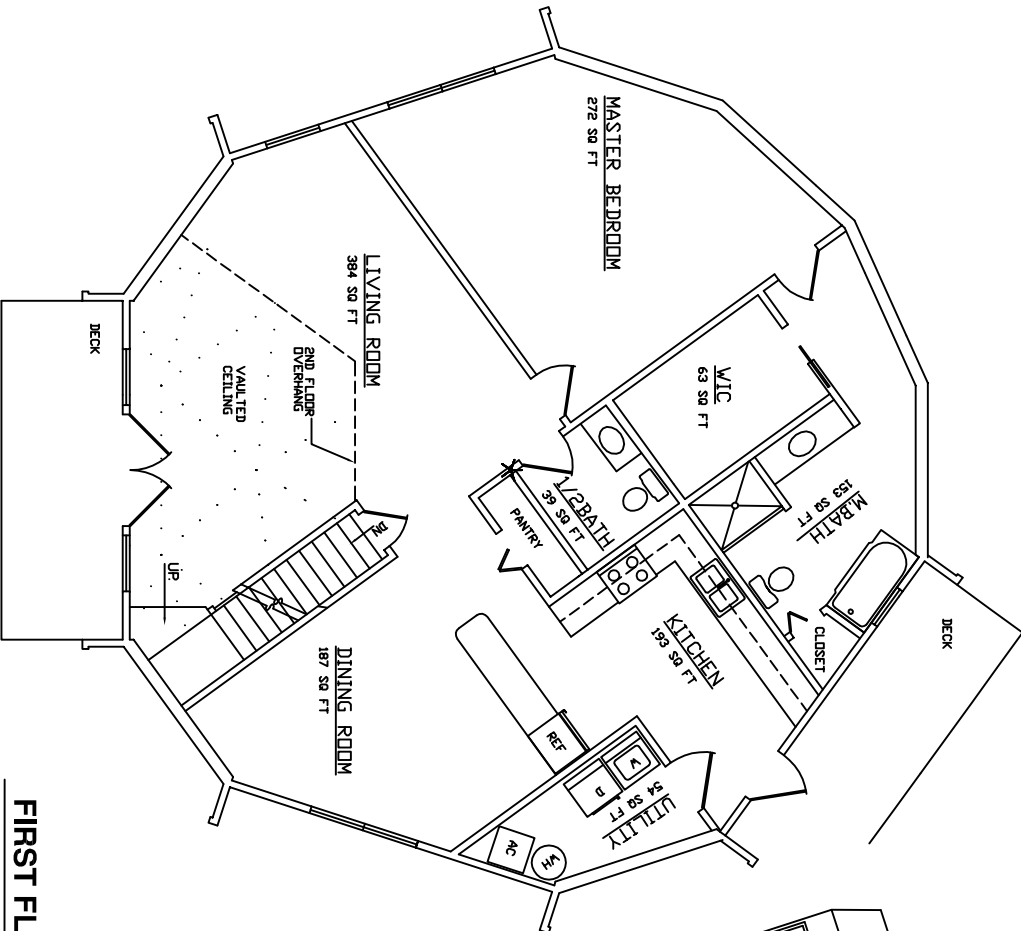 MASTER BEDROOM
272 SQ FT
LIVING ROOM
384 SQ FT
2ND FLOOR
OVERHANG
VAULTED
CEILING
DECK
WIC
63 SQ FT
M.BATH
153 SQ FT
1/2BATH
39 SQ FT
PANTRY
DN
UP
KITCHEN
193 SQ FT
CLOSET
DECK
DINING ROOM
187 SQ FT
REF
W
D
UTILITY
54 SQ FT
AC
WH
FIRST FL